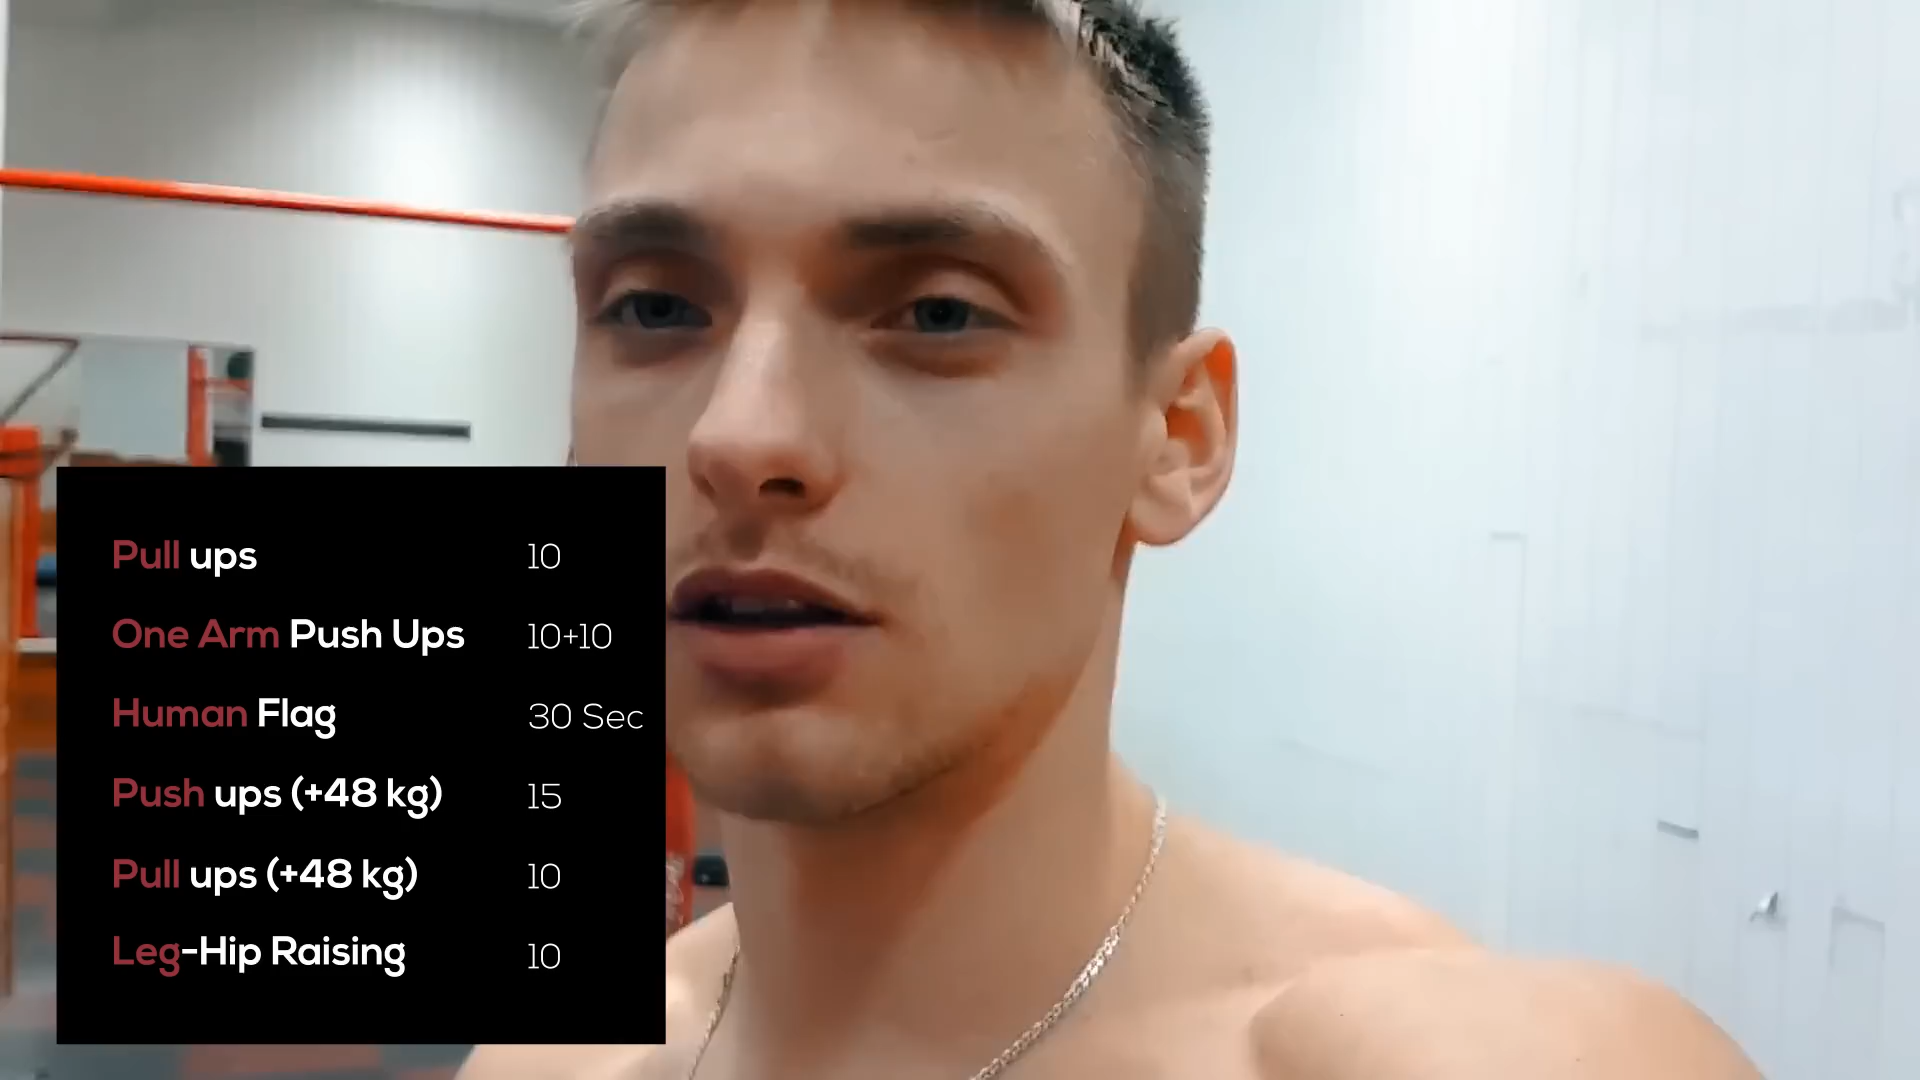 Pull ups 10
One Arm Push Ups 10+10
Human Flag 30 Sec
Push ups (+48 kg) 15
Pull ups (+48 kg) 10
Leg-Hip Raising 10